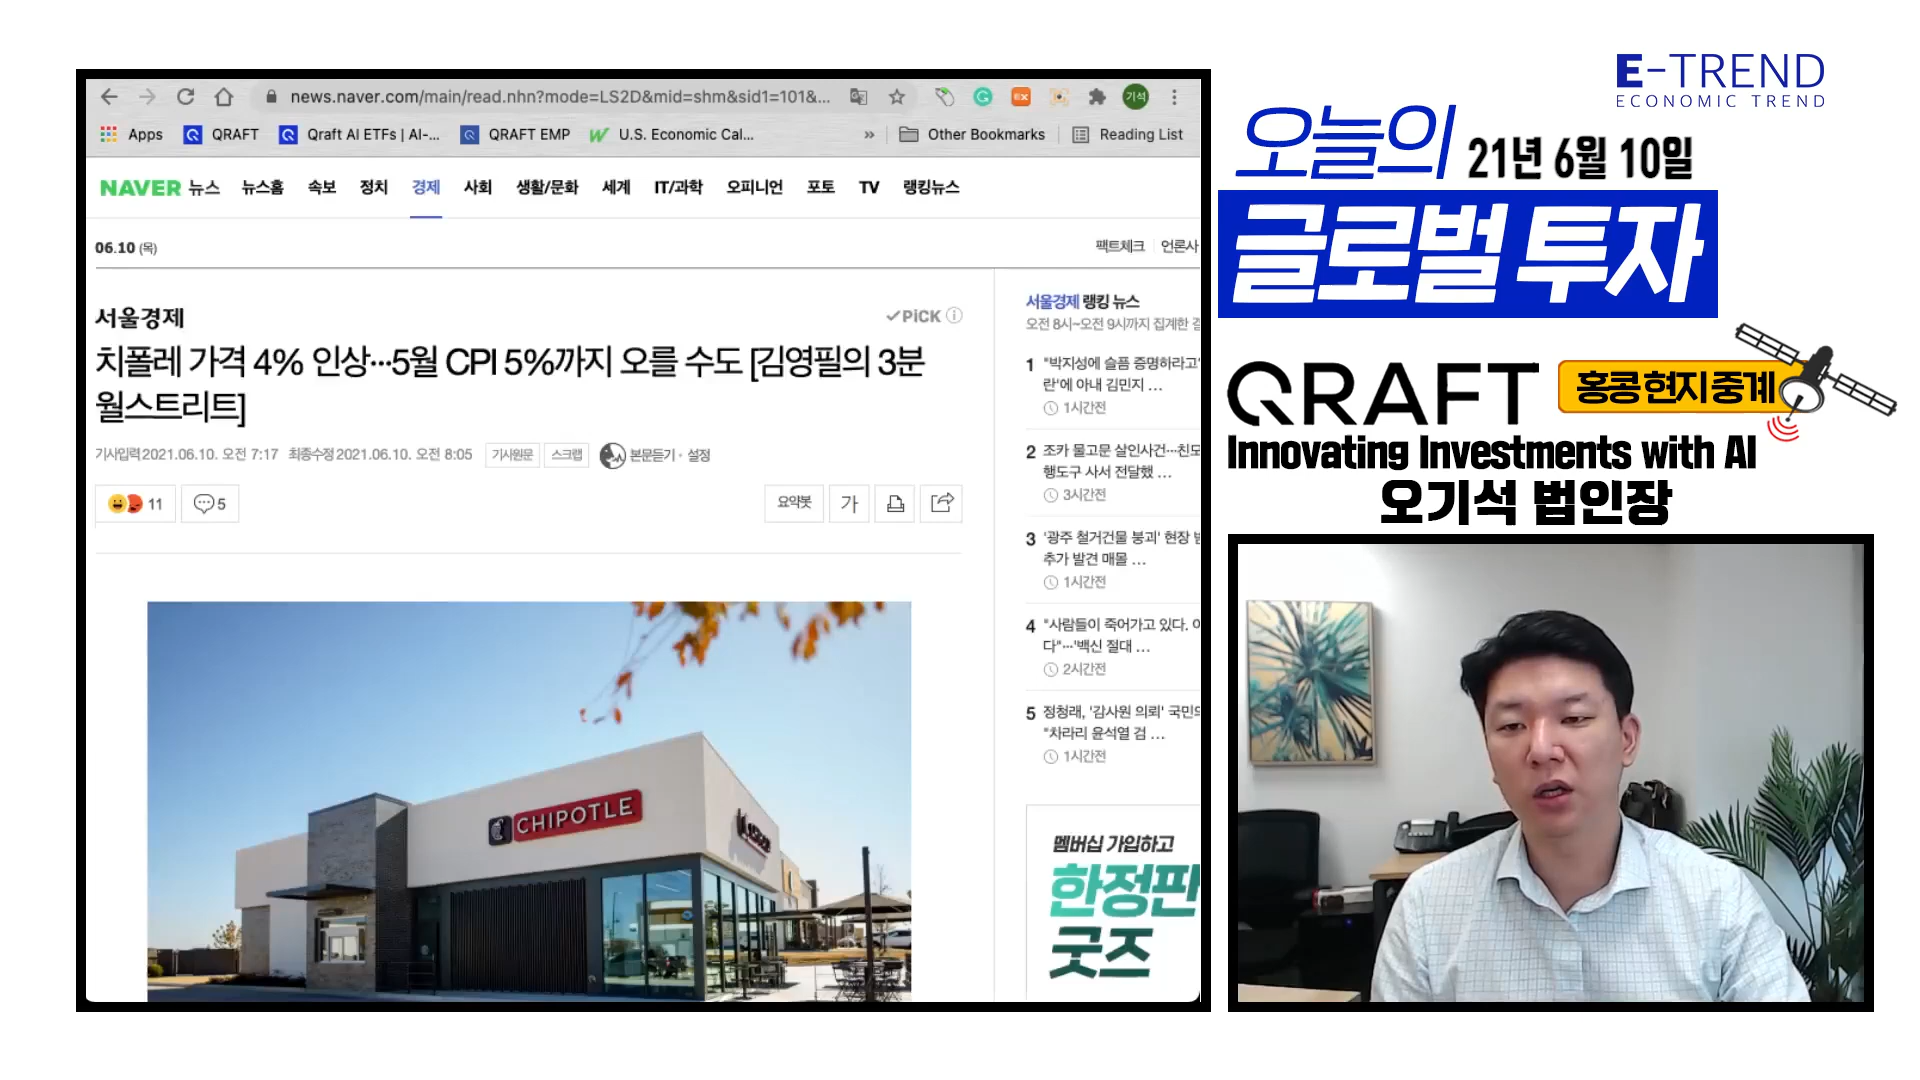 news.naver.com/main/read.nhn?mode=LS2D&mid=shm&sid1=101&...
기석
Apps QRAFT Qraft AI ETFs | AI-... QRAFT EMP U.S. Economic Cal... » Other Bookmarks Reading List
NAVER 뉴스 뉴스홈 속보 정치 경제 사회 생활/문화 세계 IT/과학 오피니언 포토 TV 랭킹뉴스
06.10 (목) 팩트체크 언론사
서울경제
PiCK
치폴레 가격 4% 인상…5월 CPI 5%까지 오를 수도 [김영필의 3분
월스트리트]
기사입력 2021.06.10. 오전 7:17 최종수정 2021.06.10. 오전 8:05 기사원문 스크랩 본문듣기 · 설정
11 5 요약봇 가
CHIPOTLE
서울경제 랭킹 뉴스
오전 8시~오전 9시까지 집계한
1 "박지성에 슬픔 증명하라고'
란'에 아내 김민지 ...
1시간전
2 조카 물고문 살인사건…친모
행도구 사서 전달했 ...
3시간전
3 '광주 철거건물 붕괴' 현장
추가 발견 매몰 ...
1시간전
4 "사람들이 죽어가고 있다.
다"…'백신 절대 ...
2시간전
5 정청래, '감사원 의뢰' 국민의
"차라리 윤석열 검 ...
1시간전
멤버십 가입하고
한정판
굿즈
E-TREND
ECONOMIC TREND
오늘의 21년 6월 10일
글로벌 투자
QRAFT 홍콩 현지 중계
Innovating Investments with AI
오기석 법인장